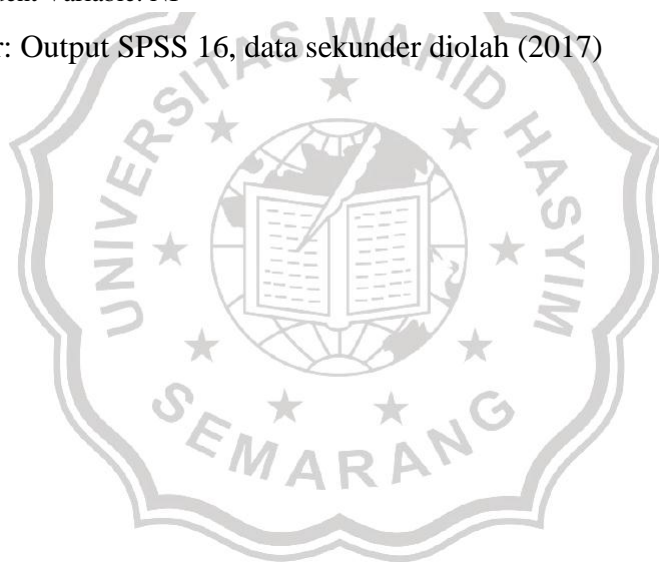 r: Output SPSS 16, data sekunder diolah (2017)
UNIVERSITAS WAHID HASYIM
SEMARANG